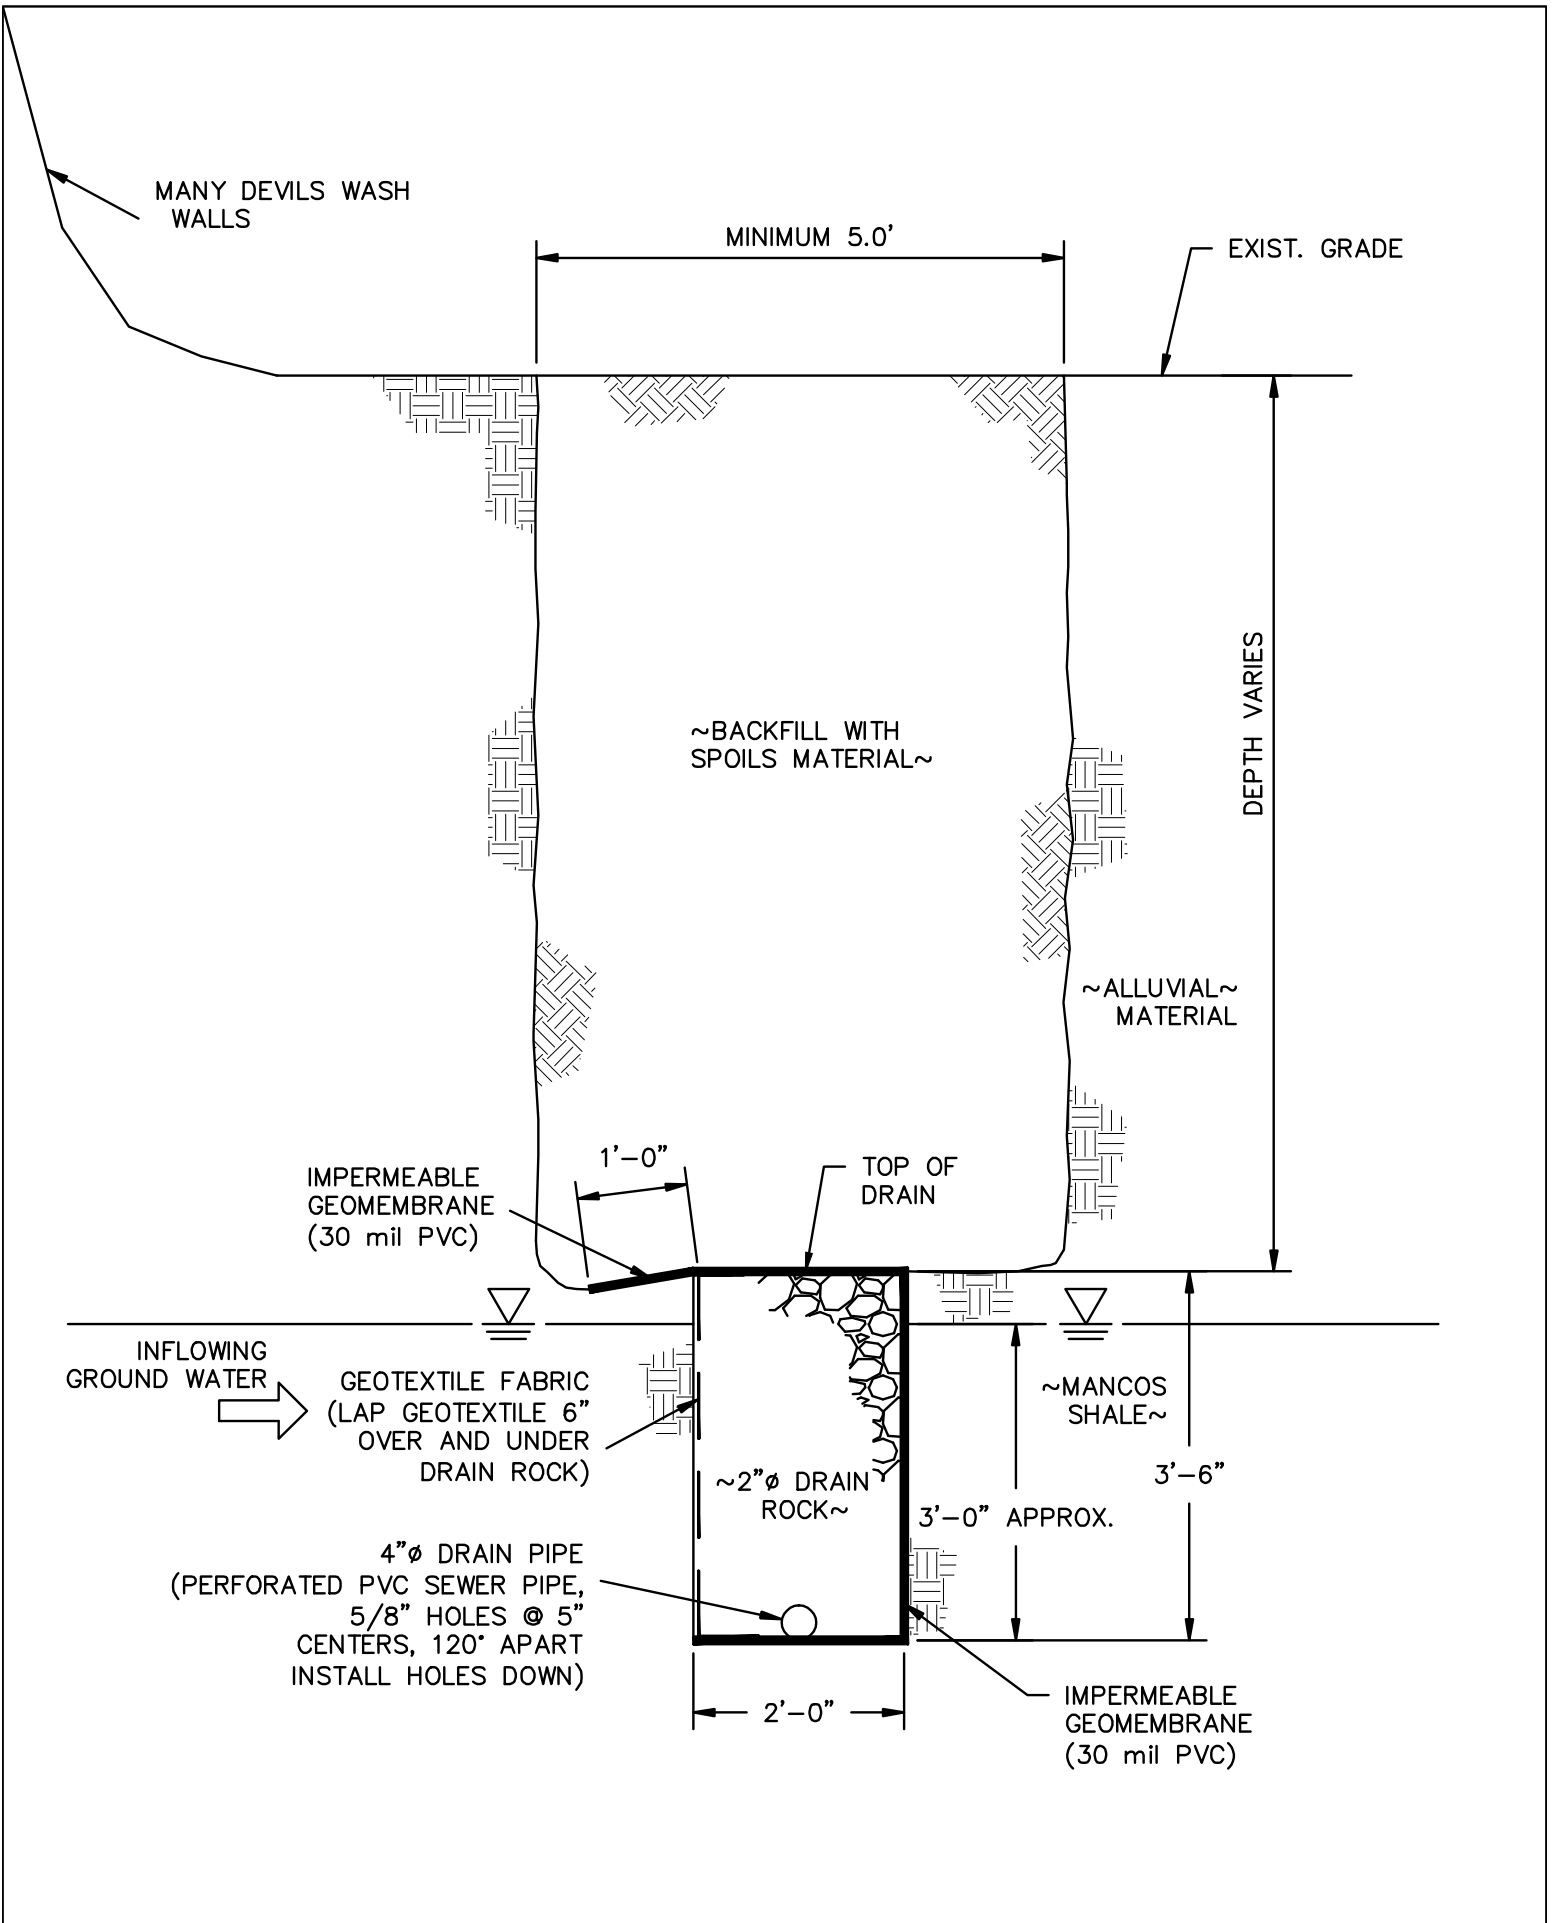 MANY DEVILS WASH
WALLS
MINIMUM 5.0'
EXIST. GRADE
DEPTH VARIES
~BACKFILL WITH
SPOILS MATERIAL~
~ALLUVIAL~
MATERIAL
1'-0"
IMPERMEABLE
GEOMEMBRANE
(30 mil PVC)
TOP OF
DRAIN
INFLOWING
GROUND WATER
GEOTEXTILE FABRIC
(LAP GEOTEXTILE 6"
OVER AND UNDER
DRAIN ROCK)
~MANCOS
SHALE~
~2"ø DRAIN
ROCK~
3'-6"
3'-0" APPROX.
4"ø DRAIN PIPE
(PERFORATED PVC SEWER PIPE,
5/8" HOLES @ 5"
CENTERS, 120° APART
INSTALL HOLES DOWN)
2'-0"
IMPERMEABLE
GEOMEMBRANE
(30 mil PVC)